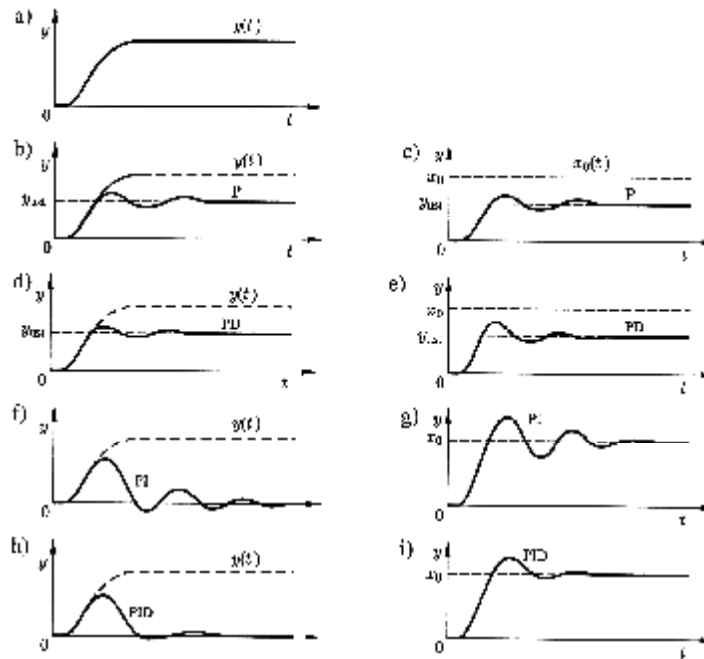 a)
y
y(t)
0
t
b)
y
y(t)
P
0
t
c)
y
x₀
x₀(t)
P
0
t
d)
y
y(t)
yust
PD
0
t
e)
y
x₀
PD
0
t
f)
y
y(t)
PI
0
t
g)
y
PI
x₀
0
t
h)
y
y(t)
PID
0
t
i)
y
PID
x₀
0
t